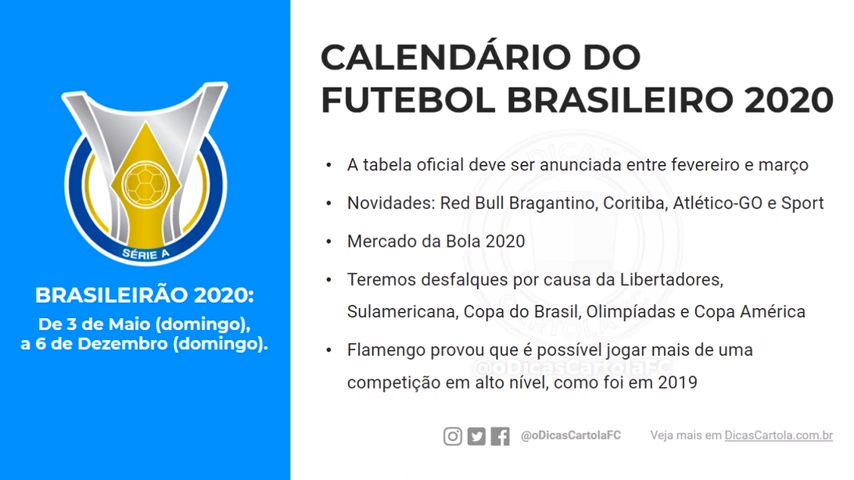 CALENDÁRIO DO
FUTEBOL BRASILEIRO 2020
• A tabela oficial deve ser anunciada entre fevereiro e março
• Novidades: Red Bull Bragantino, Coritiba, Atlético-GO e Sport
• Mercado da Bola 2020
• Teremos desfalques por causa da Libertadores,
Sulamericana, Copa do Brasil, Olimpíadas e Copa América
• Flamengo provou que é possível jogar mais de uma
competição em alto nível, como foi em 2019
@oDicasCartolaFC
@oDicasCartolaFC
Veja mais em DicasCartola.com.br
SÉRIE A
BRASILEIRÃO 2020:
De 3 de Maio (domingo),
a 6 de Dezembro (domingo).